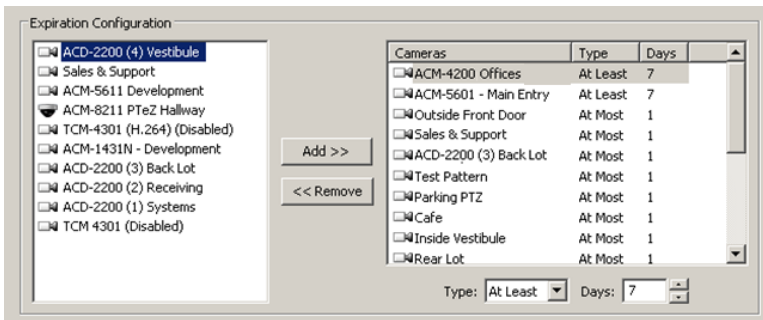 Expiration Configuration
ACD-2200 (4) Vestibule
Sales & Support
ACM-5611 Development
ACM-8211 PTeZ Hallway
TCM-4301 (H.264) (Disabled)
ACM-1431N - Development
ACD-2200 (3) Back Lot
ACD-2200 (2) Receiving
ACD-2200 (1) Systems
TCM 4301 (Disabled)
Add >>
<< Remove
Cameras Type Days
ACM-4200 Offices At Least 7
ACM-5601 - Main Entry At Least 7
Outside Front Door At Most 1
Sales & Support At Most 1
ACD-2200 (3) Back Lot At Most 1
Test Pattern At Most 1
Parking PTZ At Most 1
Cafe At Most 1
Inside Vestibule At Most 1
Rear Lot At Most 1
Type: At Least Days: 7